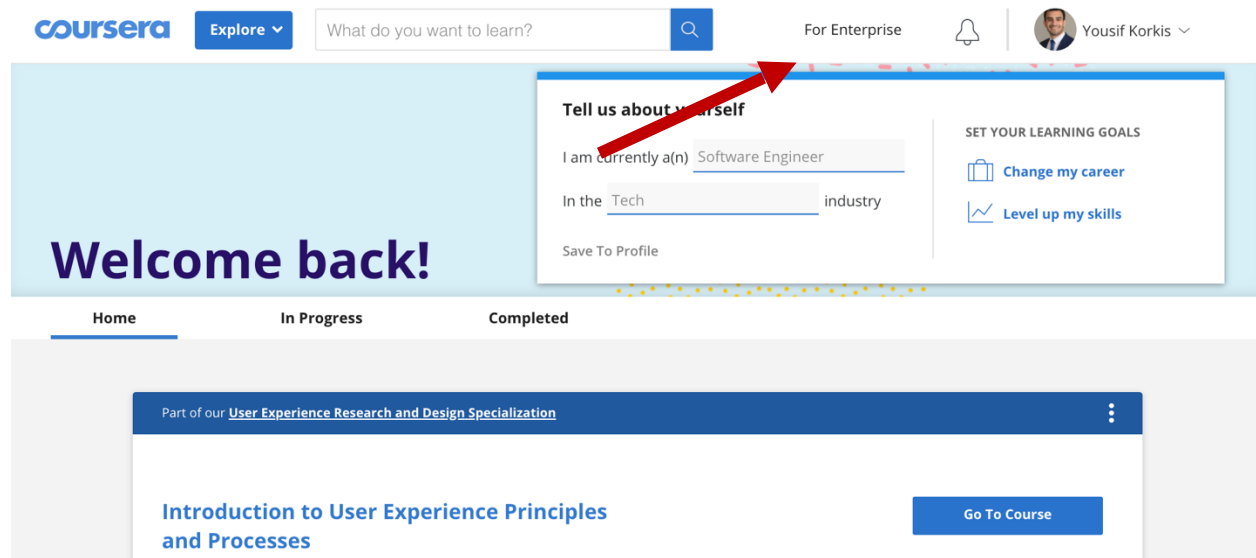 coursera Explore What do you want to learn? For Enterprise Yousif Korkis
Tell us about yourself
I am currently a(n) Software Engineer
In the Tech industry
Save To Profile
SET YOUR LEARNING GOALS
Change my career
Level up my skills
Welcome back!
Home In Progress Completed
Part of our User Experience Research and Design Specialization
Introduction to User Experience Principles
and Processes
Go To Course